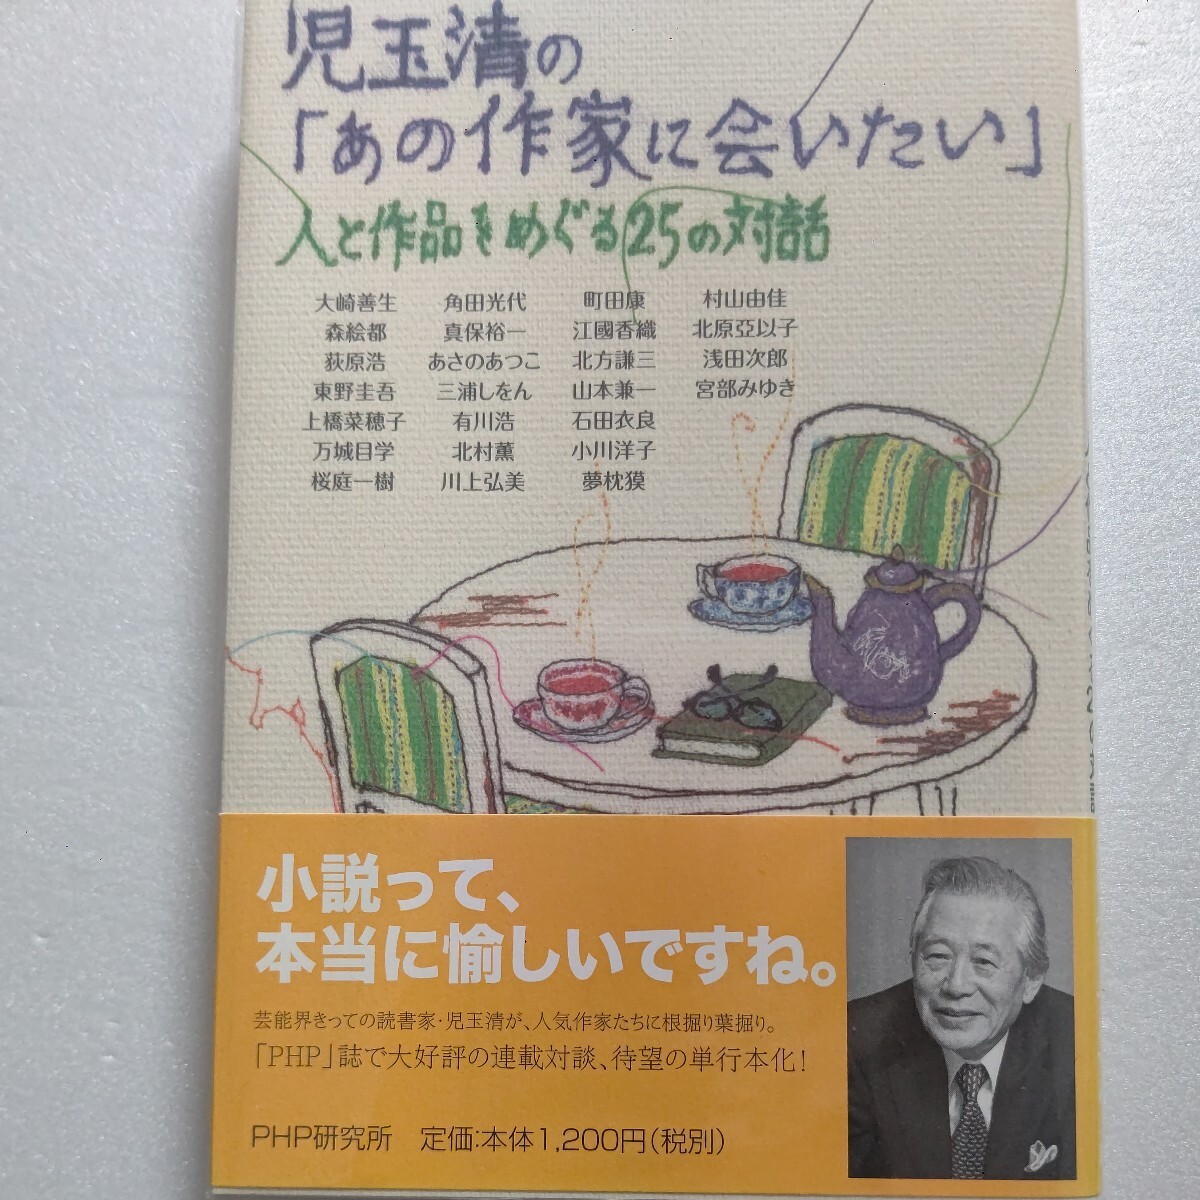 児玉清の
「あの作家に会いたい」
人と作品をめぐる25の対話
大崎善生 角田光代 町田康 村山由佳
森絵都 真保裕一 江國香織 北原亞以子
荻原浩 あさのあつこ 北方謙三 浅田次郎
東野圭吾 三浦しをん 山本兼一 宮部みゆき
上橋菜穂子 有川浩 石田衣良
万城目学 北村薫 小川洋子
桜庭一樹 川上弘美 夢枕獏
小説って、
本当に愉しいですね。
芸能界きっての読書家・児玉清が、人気作家たちに根掘り葉掘り。
「PHP」誌で大好評の連載対談、待望の単行本化！
PHP研究所 定価：本体1,200円（税別）